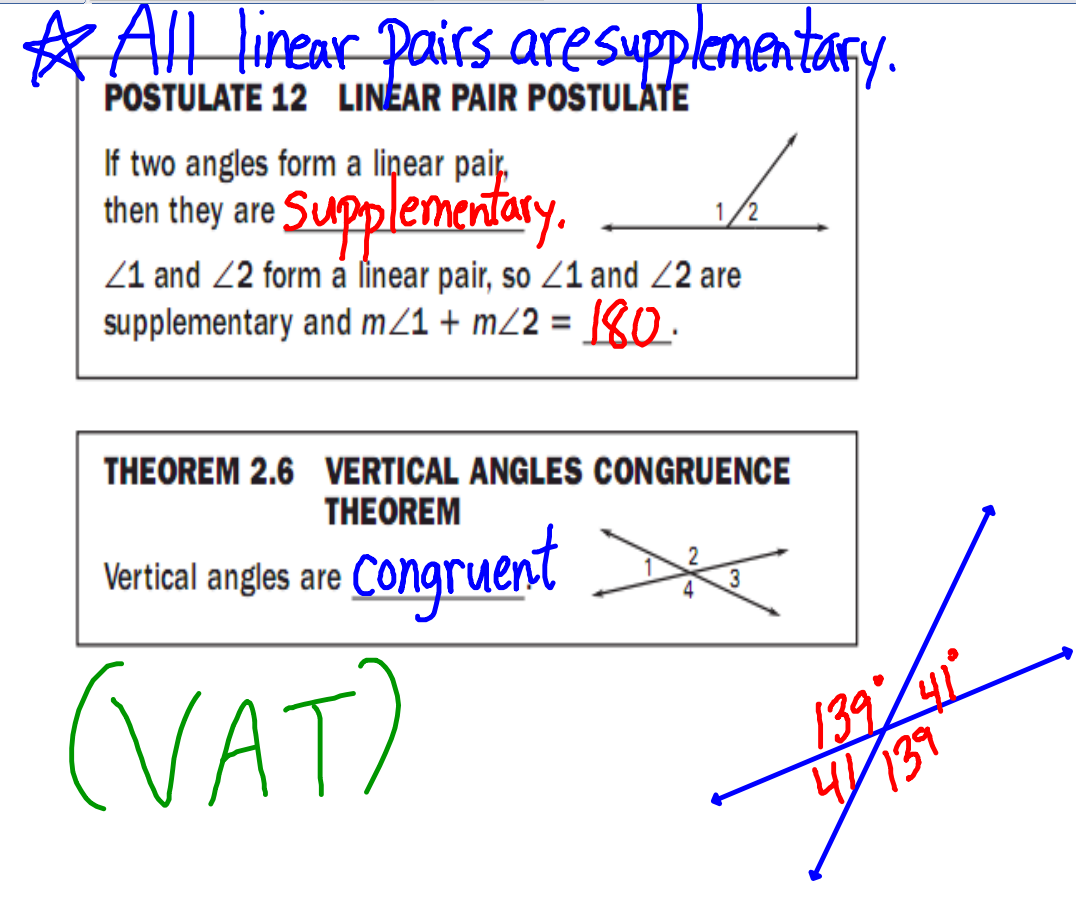 ☆ All linear pairs are supplementary.
POSTULATE 12 LINEAR PAIR POSTULATE
If two angles form a linear pair,
then they are supplementary.
1 2
∠1 and ∠2 form a linear pair, so ∠1 and ∠2 are
supplementary and m∠1 + m∠2 = 180.
THEOREM 2.6 VERTICAL ANGLES CONGRUENCE
THEOREM
Vertical angles are congruent.
1 2 3 4
(VAT)
139° 41°
41 139